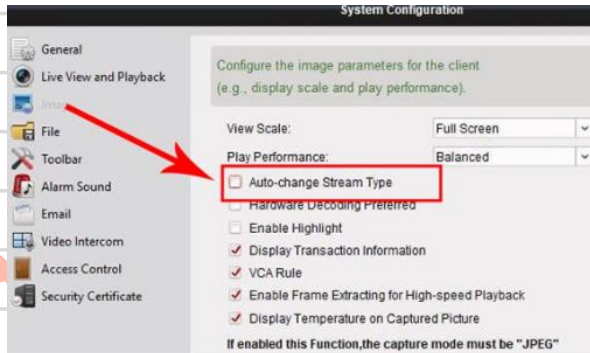 System Configuration
General
Live View and Playback
Image
File
Toolbar
Alarm Sound
Email
Video Intercom
Access Control
Security Certificate
Configure the image parameters for the client
(e.g., display scale and play performance).
View Scale: Full Screen
Play Performance: Balanced
Auto-change Stream Type
Hardware Decoding Preferred
Enable Highlight
Display Transaction Information
VCA Rule
Enable Frame Extracting for High-speed Playback
Display Temperature on Captured Picture
If enabled this Function,the capture mode must be "JPEG"